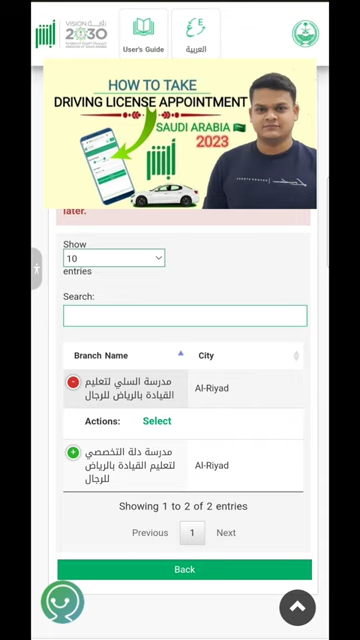 VISION رؤية
2030
User's Guide
E
ع
العربية
HOW TO TAKE
DRIVING LICENSE APPOINTMENT
SAUDI ARABIA
2023
later.
Show
10
entries
Search:
Branch Name
City
مدرسة السلي لتعليم
القيادة بالرياض للرجال
Al-Riyad
Actions:
Select
مدرسة دلة التخصصي
لتعليم القيادة بالرياض
للرجال
Al-Riyad
Showing 1 to 2 of 2 entries
Previous
1
Next
Back